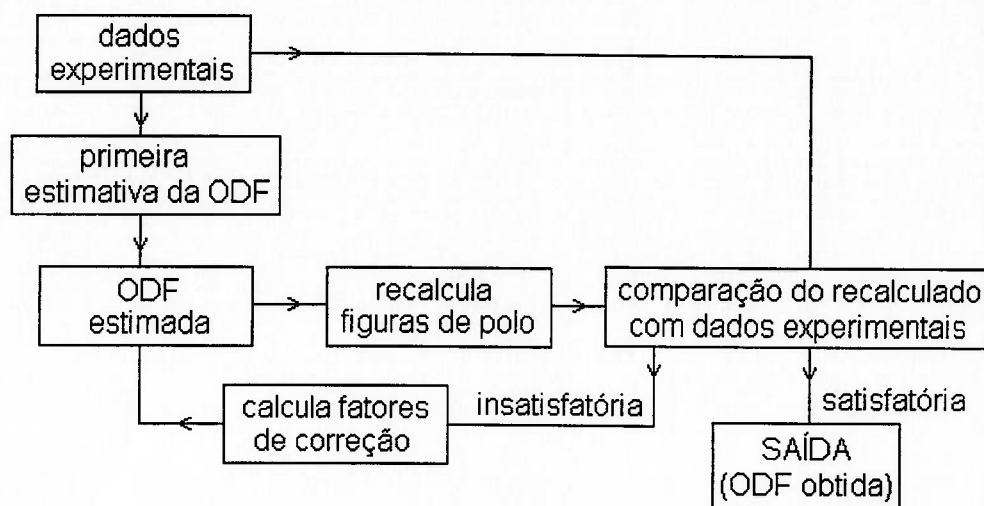 dados
experimentais
primeira
estimativa da ODF
ODF
estimada
recalcula
figuras de polo
comparação do recalculado
com dados experimentais
calcula fatores
de correção
insatisfatória
satisfatória
SAÍDA
(ODF obtida)